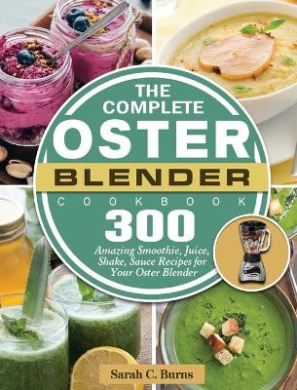 THE
COMPLETE
OSTER
BLENDER
COOKBOOK
300
Amazing Smoothie, Juice,
Shake, Sauce Recipes for
Your Oster Blender
Sarah C. Burns